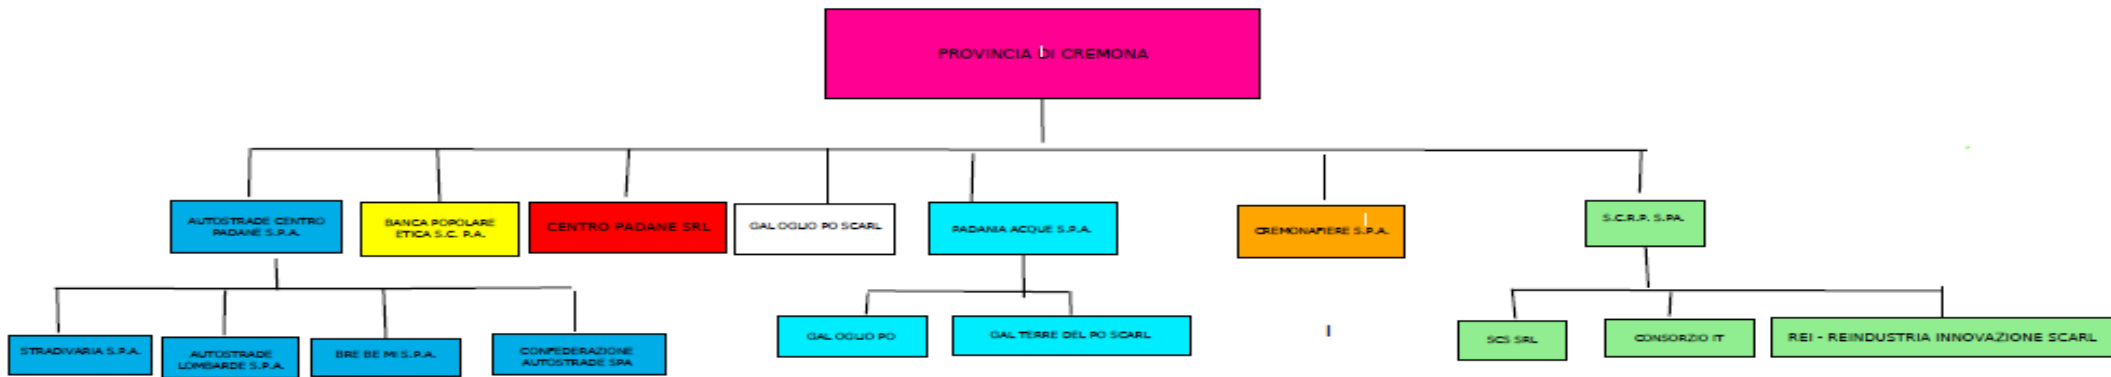 PROVINCIA DI CREMONA
AUTOSTRADE CENTRO
PADANE S.P.A.
BANCA POPOLARE
ETICA S.C. P.A.
CENTRO PADANE SRL
GAL OGLIO PO SCARL
PADANIA ACQUE S.P.A.
CREMONAFIERE S.P.A.
S.C.R.P. S.PA.
STRADIVARIA S.P.A.
AUTOSTRADE
LOMBARDE S.P.A.
BRE BE MI S.P.A.
CONFEDERAZIONE
AUTOSTRADE SPA
GAL OGLIO PO
GAL TERRE DEL PO SCARL
SCS SRL
CONSORZIO IT
REI - REINDUSTRIA INNOVAZIONE SCARL